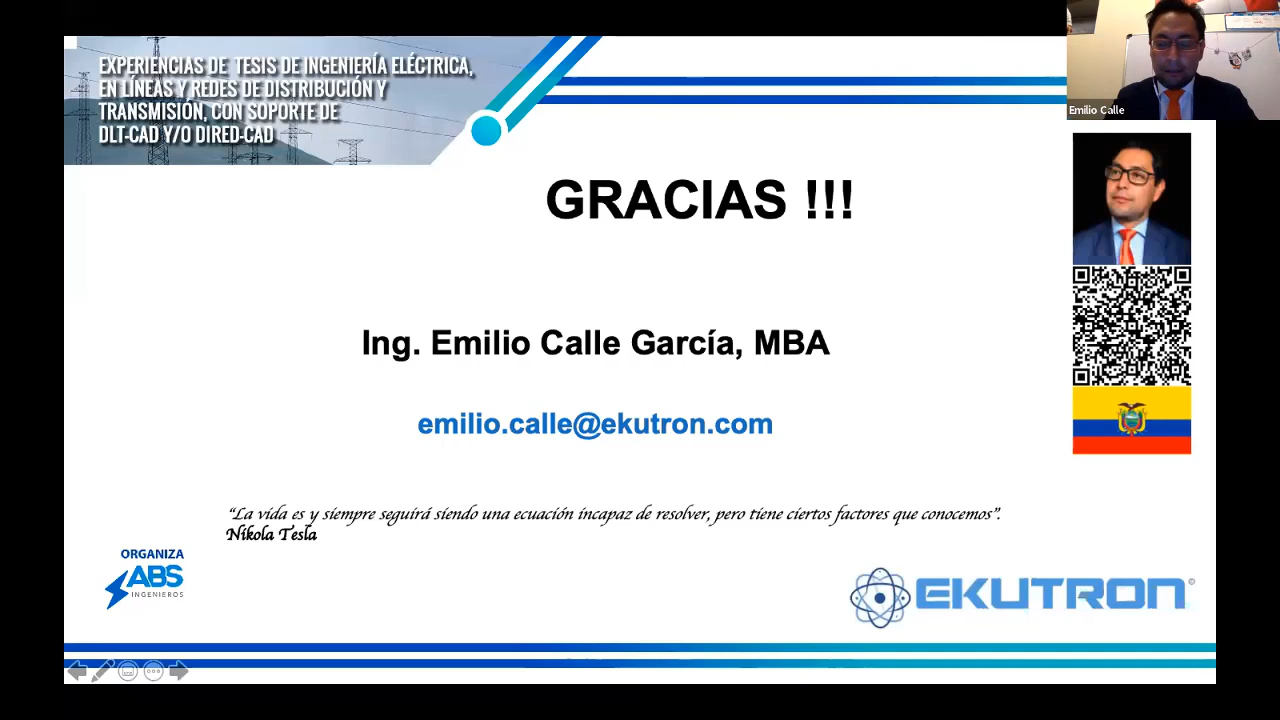 EXPERIENCIAS DE TESIS DE INGENIERÍA ELÉCTRICA,
EN LÍNEAS Y REDES DE DISTRIBUCIÓN Y
TRANSMISIÓN, CON SOPORTE DE
DLT-CAD Y/O DIRED-CAD
Emilio Calle
GRACIAS !!!
Ing. Emilio Calle García, MBA
emilio.calle@ekutron.com
“La vida es y siempre seguirá siendo una ecuación incapaz de resolver, pero tiene ciertos factores que conocemos”.
Nikola Tesla
ORGANIZA
ABS
INGENIEROS
EKUTRON